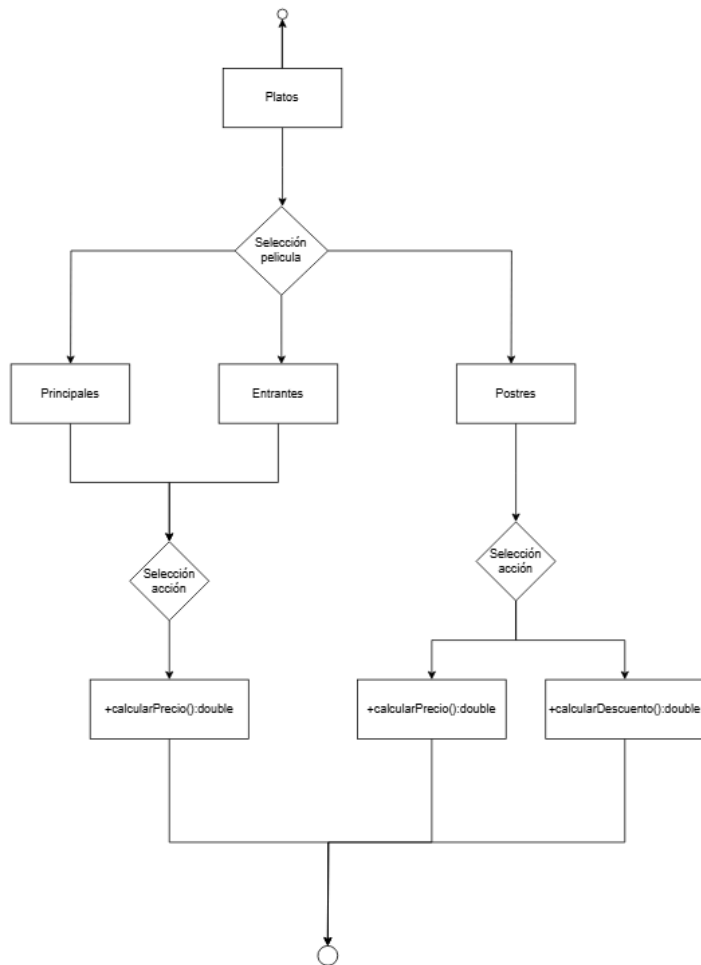 Platos
Selección
pelicula
Principales
Entrantes
Postres
Selección
acción
Selección
acción
+calcularPrecio():double
+calcularPrecio():double
+calcularDescuento():double